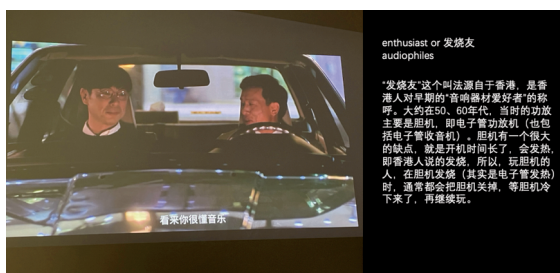 看来你很懂音乐
enthusiast or 发烧友
audiophiles
“发烧友”这个叫法源自于香港，是香
港人对早期的“音响器材爱好者”的称
呼。大约在50、60年代，当时的功放
主要是胆机，即电子管功放机（也包
括电子管收音机）。胆机有一个很大
的缺点，就是开机时间长了，会发热，
即香港人说的发烧，所以，玩胆机的
人，在胆机发烧（其实是电子管发热）
时，通常都会把胆机关掉，等胆机冷
下来了，再继续玩。